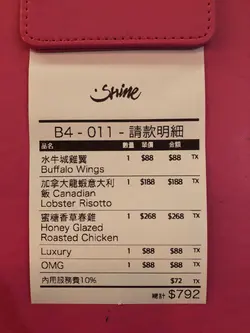 Shine
B4 - 011 - 請款明細
品名 數量 單價 金額
水牛城雞翼 1 $88 $88 TX
Buffalo Wings
加拿大龍蝦意大利 1 $188 $188 TX
飯 Canadian
Lobster Risotto
蜜糖香草春雞 1 $268 $268 TX
Honey Glazed
Roasted Chicken
Luxury 1 $88 $88 TX
OMG 1 $88 $88 TX
內用服務費10% $72 TX
總計 $792